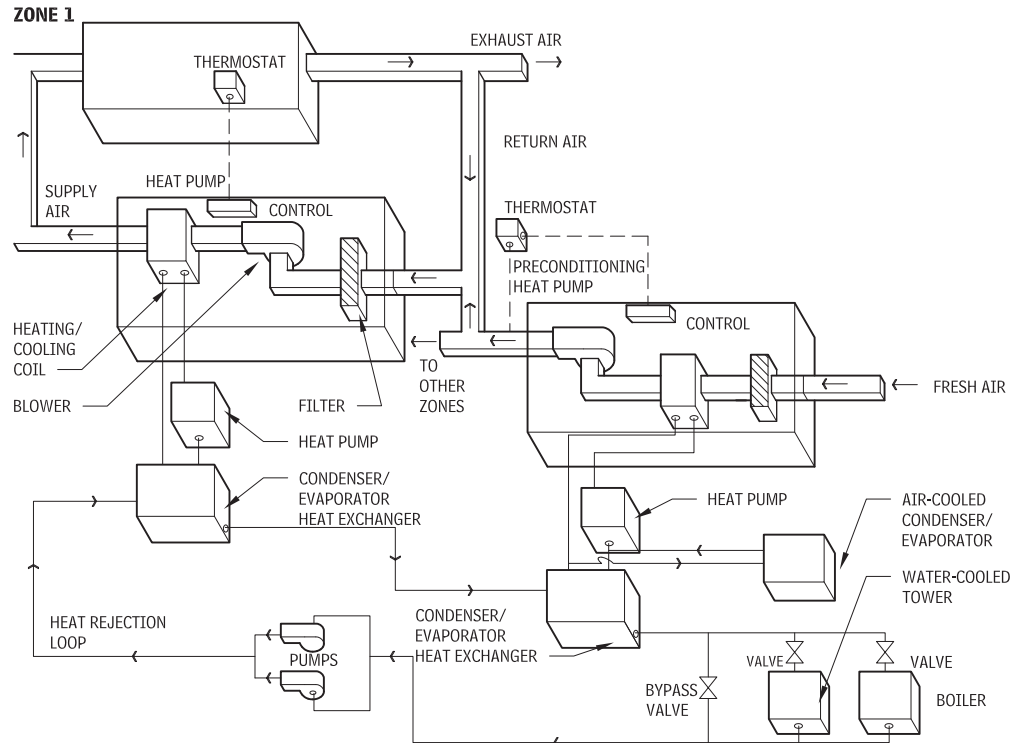 ZONE 1
EXHAUST AIR
THERMOSTAT
RETURN AIR
HEAT PUMP
SUPPLY
AIR
CONTROL
THERMOSTAT
PRECONDITIONING
HEAT PUMP
CONTROL
HEATING/
COOLING
COIL
BLOWER
FILTER
TO
OTHER
ZONES
FRESH AIR
HEAT PUMP
CONDENSER/
EVAPORATOR
HEAT EXCHANGER
HEAT PUMP
AIR-COOLED
CONDENSER/
EVAPORATOR
WATER-COOLED
TOWER
HEAT REJECTION
LOOP
PUMPS
CONDENSER/
EVAPORATOR
HEAT EXCHANGER
BYPASS
VALVE
VALVE
VALVE
BOILER